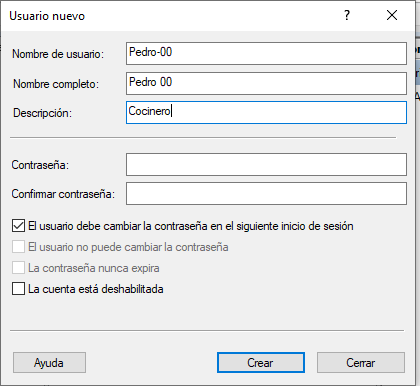 Usuario nuevo
Nombre de usuario: Pedro-00
Nombre completo: Pedro 00
Descripción: Cocinero
Contraseña:
Confirmar contraseña:
El usuario debe cambiar la contraseña en el siguiente inicio de sesión
El usuario no puede cambiar la contraseña
La contraseña nunca expira
La cuenta está deshabilitada
Ayuda Crear Cerrar